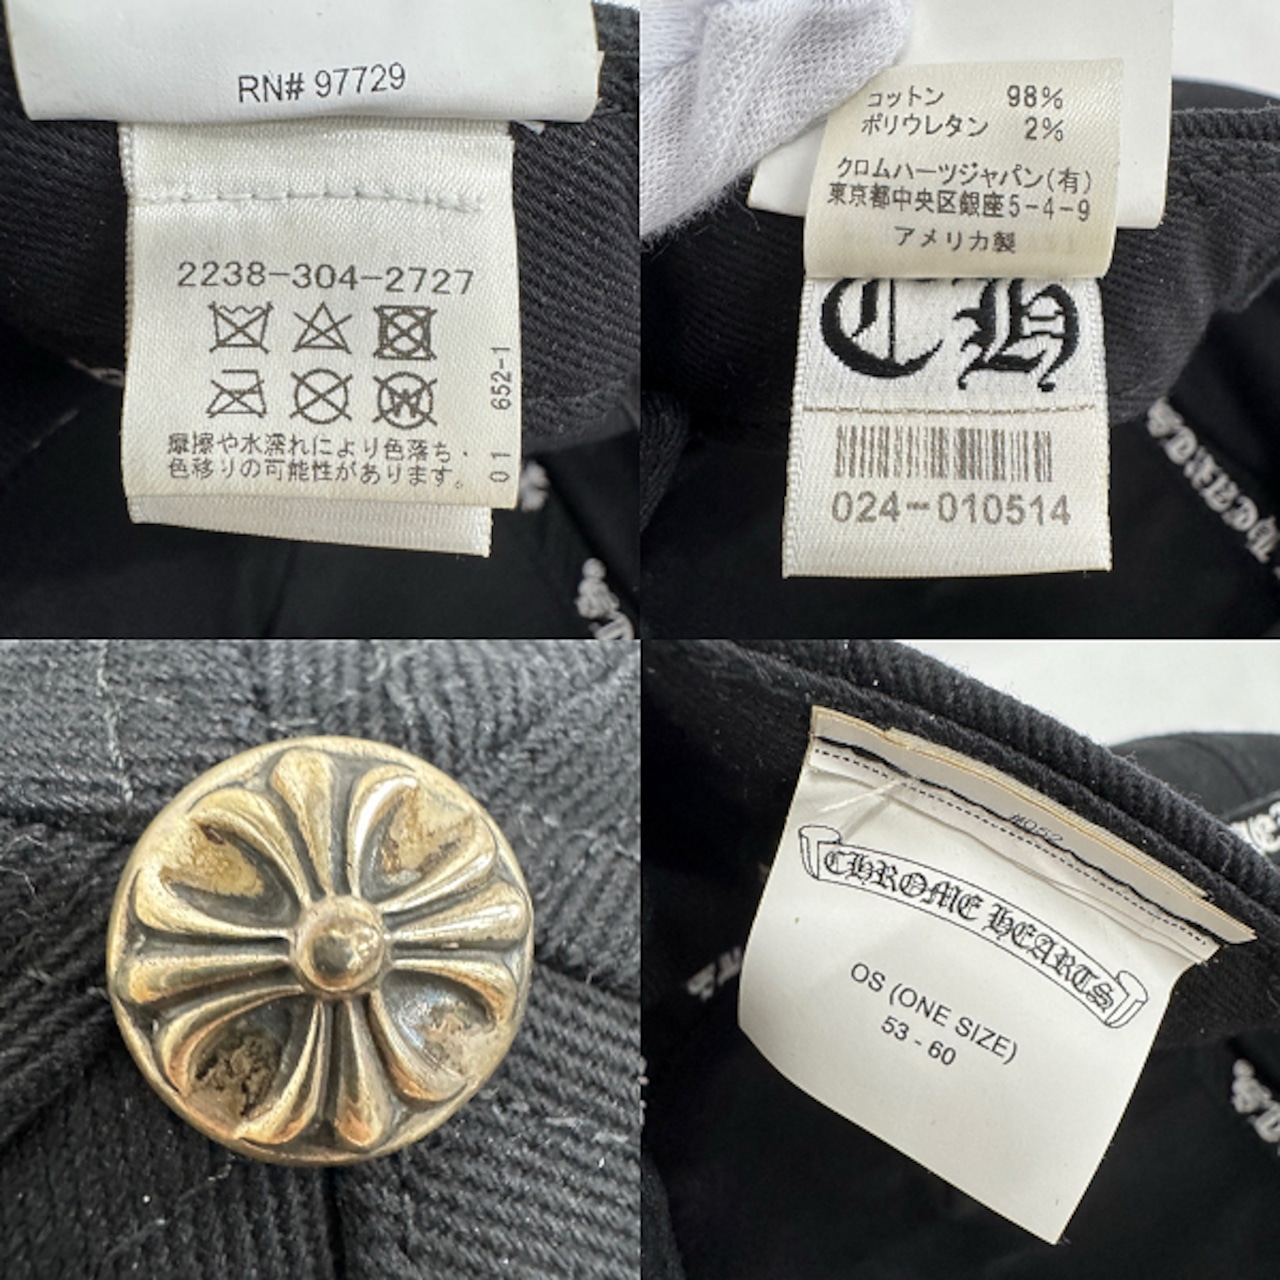 RN# 97729
2238-304-2727
W
652-1
01
摩擦や水濡れにより色落ち・
色移りの可能性があります。
コットン 98%
ポリウレタン 2%
クロムハーツジャパン(有)
東京都中央区銀座5-4-9
アメリカ製
CH
024-010514
CHROME HEARTS
OS (ONE SIZE)
53 - 60